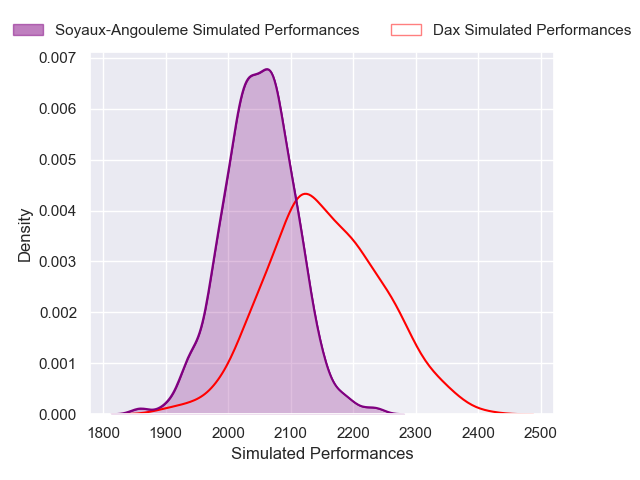 Soyaux-Angouleme Simulated Performances
Dax Simulated Performances
0.007
0.006
0.005
0.004
0.003
0.002
0.001
0.000
Density
1800 1900 2000 2100 2200 2300 2400 2500
Simulated Performances